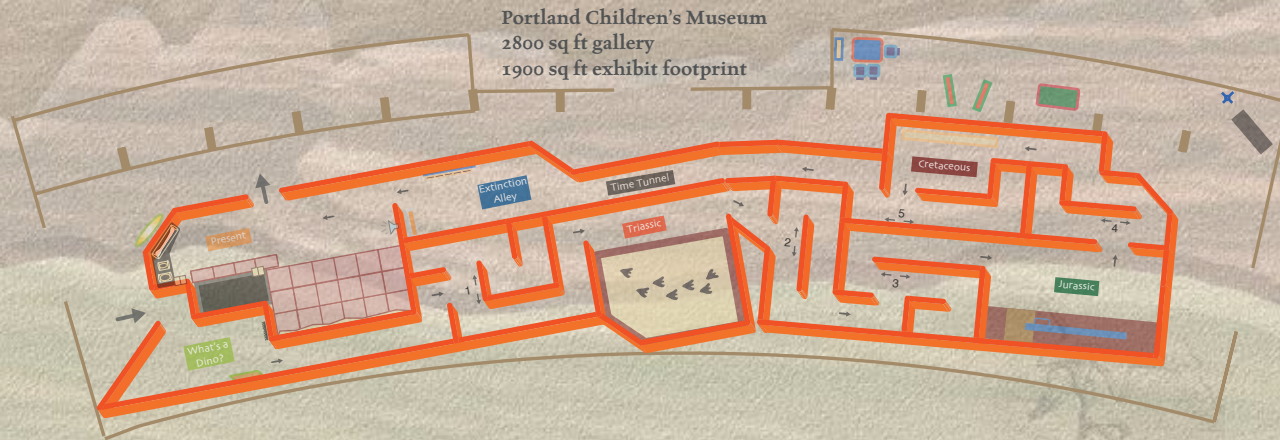 Portland Children's Museum
2800 sq ft gallery
1900 sq ft exhibit footprint
Cretaceous
Extinction
Alley
Time Tunnel
Triassic
Present
What's a
Dino?
Jurassic
1
2
3
4
5